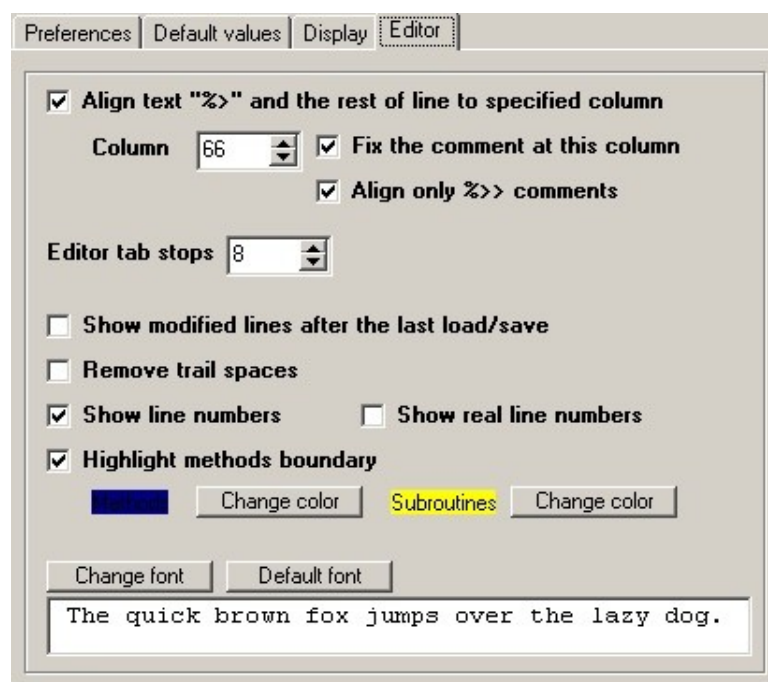 Preferences Default values Display Editor
Align text "%>" and the rest of line to specified column
Column 66 Fix the comment at this column
Align only %>> comments
Editor tab stops 8
Show modified lines after the last load/save
Remove trail spaces
Show line numbers Show real line numbers
Highlight methods boundary
Methods Change color Subroutines Change color
Change font Default font
The quick brown fox jumps over the lazy dog.